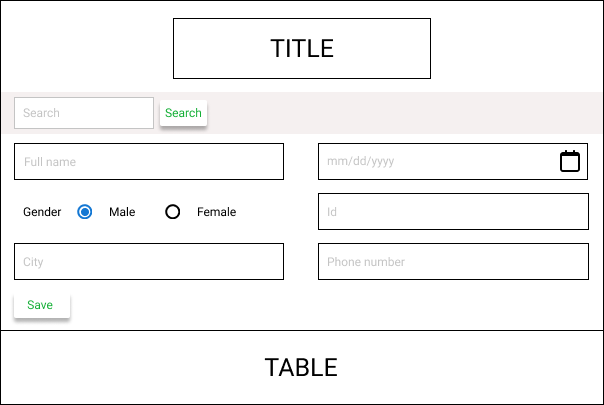 TITLE
Search Search
Full name mm/dd/yyyy
Gender Male Female Id
City Phone number
Save
TABLE